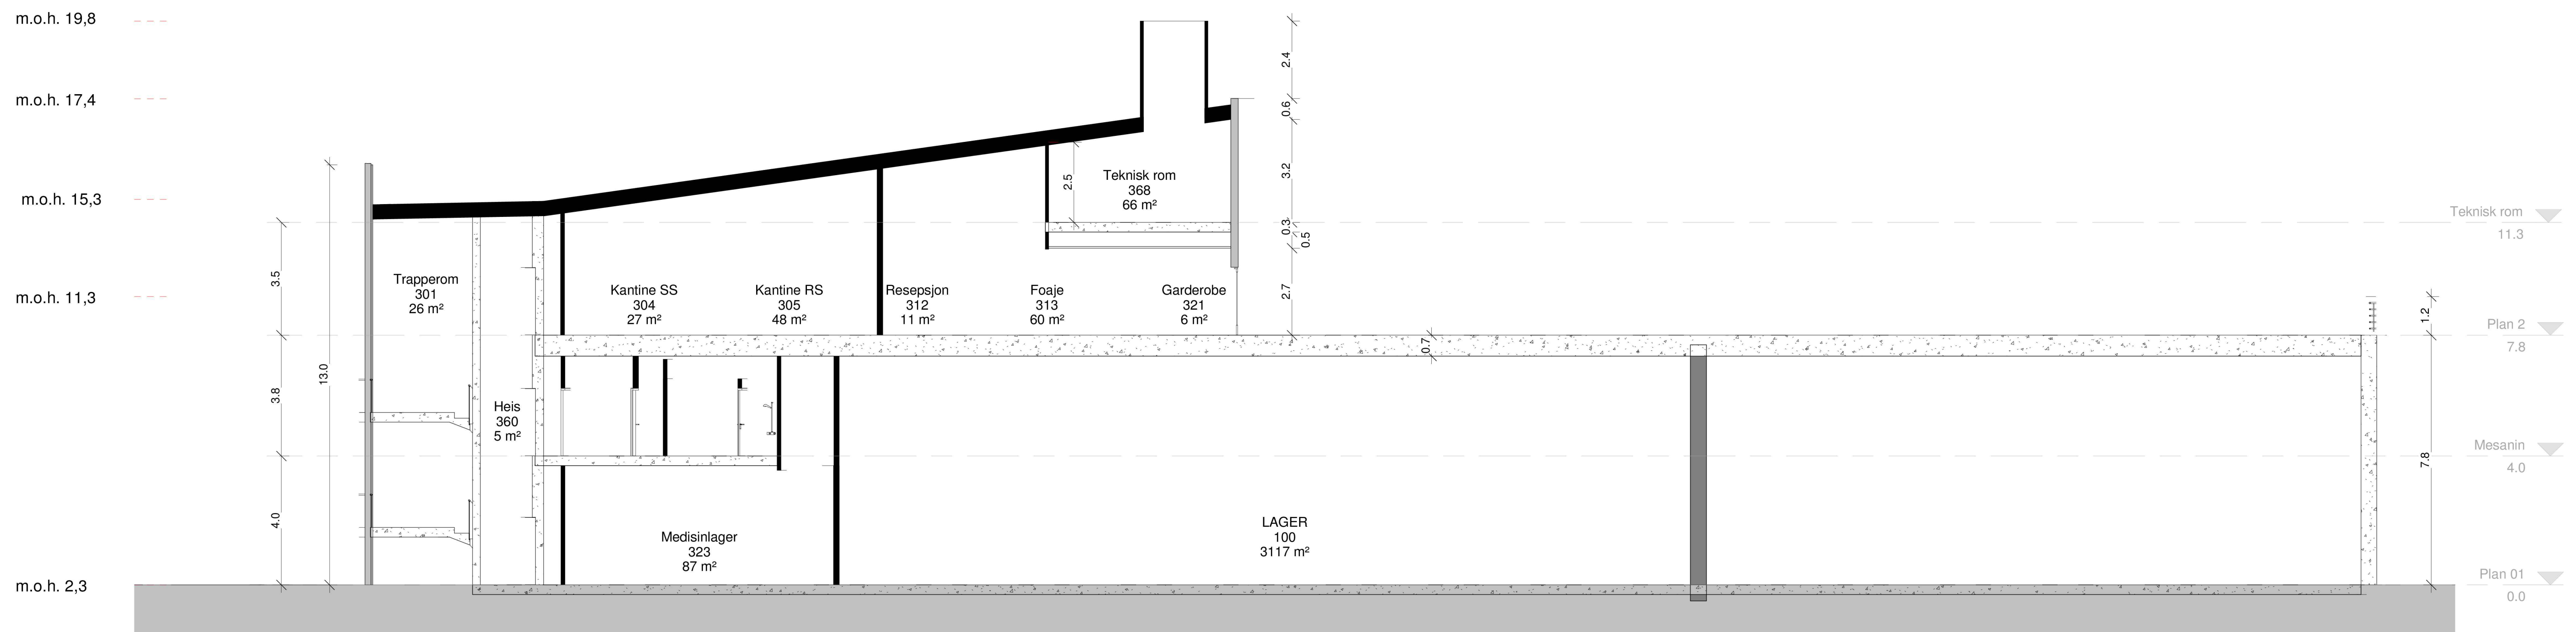 m.o.h. 19,8
m.o.h. 17,4
m.o.h. 15,3
m.o.h. 11,3
m.o.h. 2,3
3.5
3.8
4.0
13.0
Trapperom
301
26 m²
Heis
360
5 m²
Kantine SS
304
27 m²
Kantine RS
305
48 m²
Resepsjon
312
11 m²
Foaje
313
60 m²
Garderobe
321
6 m²
Teknisk rom
368
66 m²
2.5
2.4
0.6
3.2
0.3
0.5
2.7
0.7
Medisinlager
323
87 m²
LAGER
100
3117 m²
1.2
7.8
Teknisk rom
11.3
Plan 2
7.8
Mesanin
4.0
Plan 01
0.0